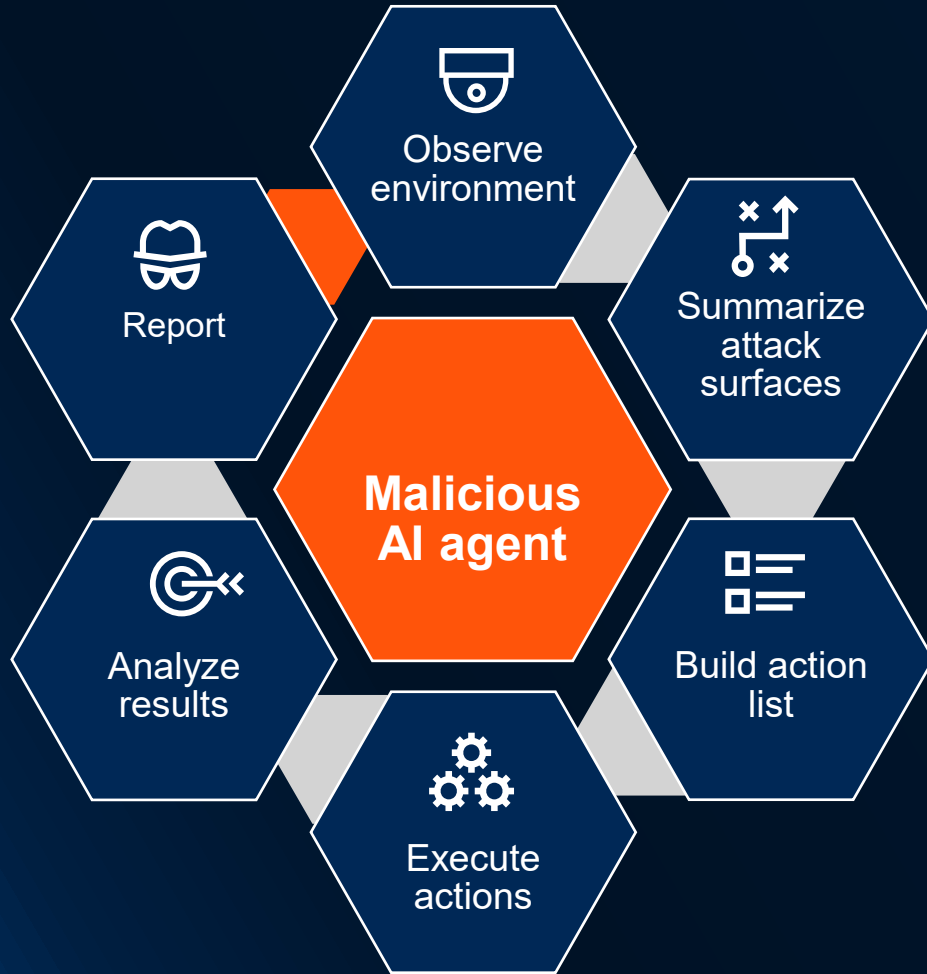 Observe
environment
Summarize
attack
surfaces
Build action
list
Execute
actions
Analyze
results
Report
Malicious
AI agent